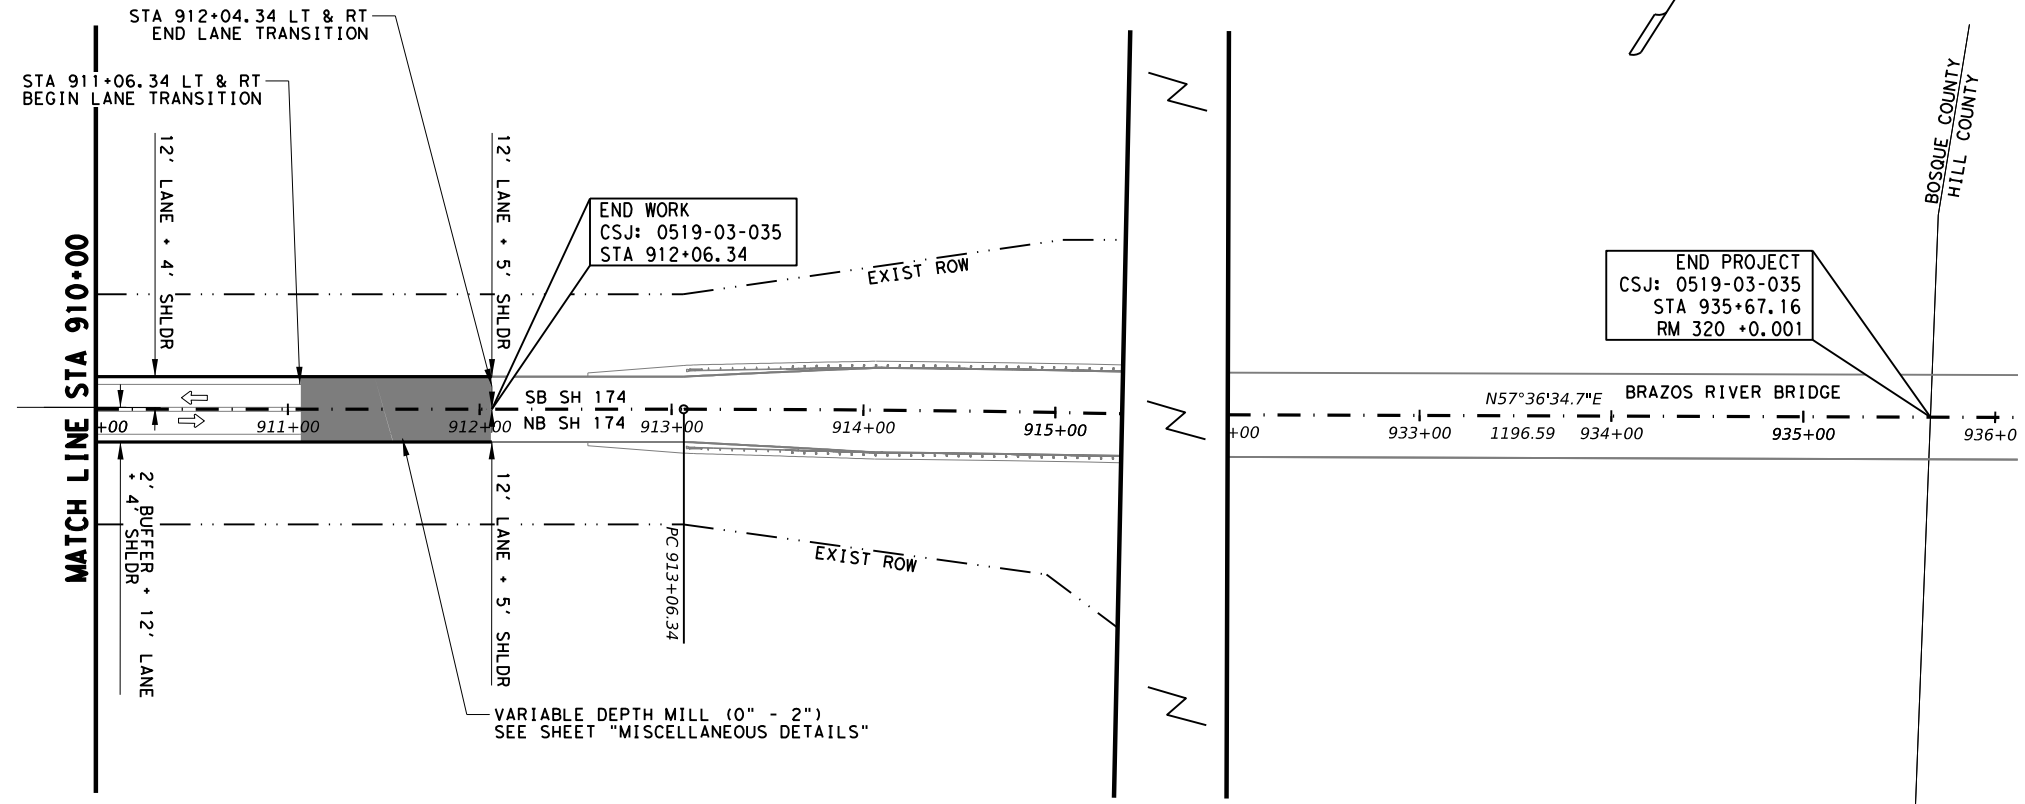 STA 912+04.34 LT & RT
END LANE TRANSITION
STA 911+06.34 LT & RT
BEGIN LANE TRANSITION
12' LANE + 4' SHLDR
12' LANE + 5' SHLDR
END WORK
CSJ: 0519-03-035
STA 912+06.34
EXIST ROW
BOSQUE COUNTY
HILL COUNTY
END PROJECT
CSJ: 0519-03-035
STA 935+67.16
RM 320 +0.001
MATCH LINE STA 910+00
SB SH 174
NB SH 174
+00
911+00
912+00
913+00
914+00
915+00
+00
933+00
1196.59
934+00
935+00
936+0
N57°36'34.7"E
BRAZOS RIVER BRIDGE
2' BUFFER + 12' LANE
+ 4' SHLDR
12' LANE + 5' SHLDR
PC 913+06.34
EXIST ROW
VARIABLE DEPTH MILL (0" - 2")
SEE SHEET "MISCELLANEOUS DETAILS"